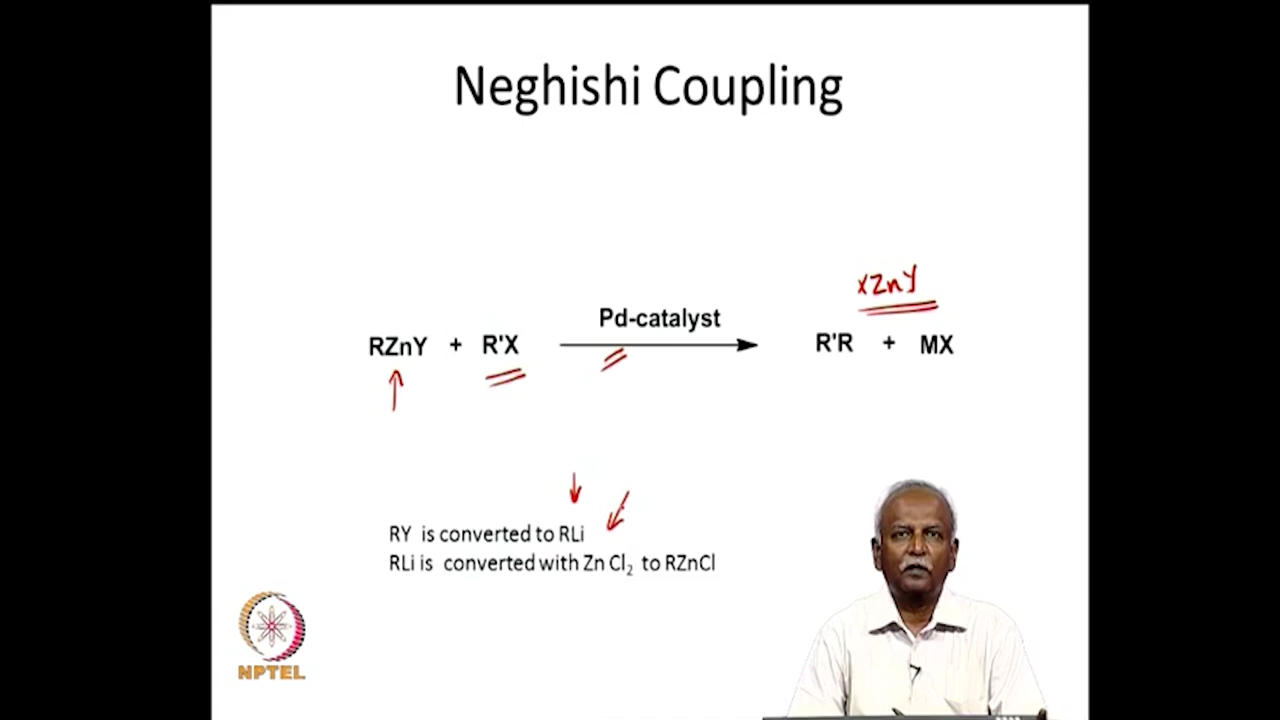 Neghishi Coupling
XZnY
Pd-catalyst
RZnY + R'X R'R + MX
RY is converted to RLi
RLi is converted with Zn Cl₂ to RZnCl
NPTEL